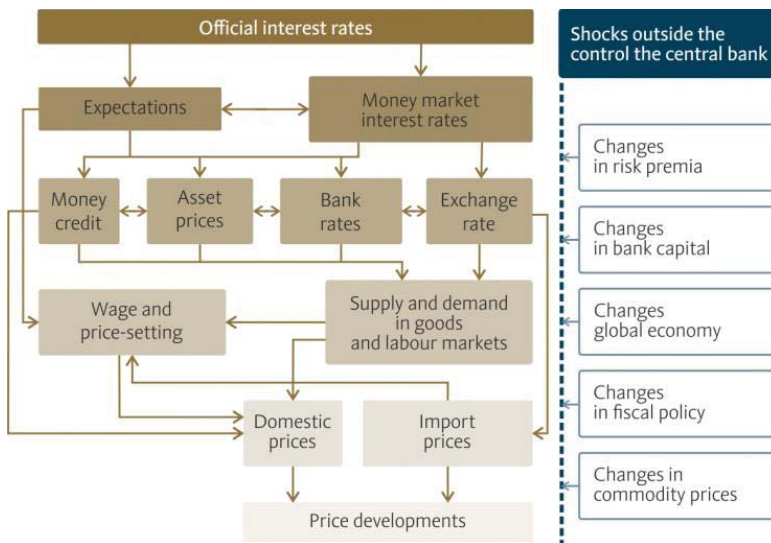 Official interest rates
Shocks outside the
control the central bank
Expectations
Money market
interest rates
Changes
in risk premia
Money
credit
Asset
prices
Bank
rates
Exchange
rate
Changes
in bank capital
Wage and
price-setting
Supply and demand
in goods
and labour markets
Changes
global economy
Changes
in fiscal policy
Domestic
prices
Import
prices
Changes in
commodity prices
Price developments